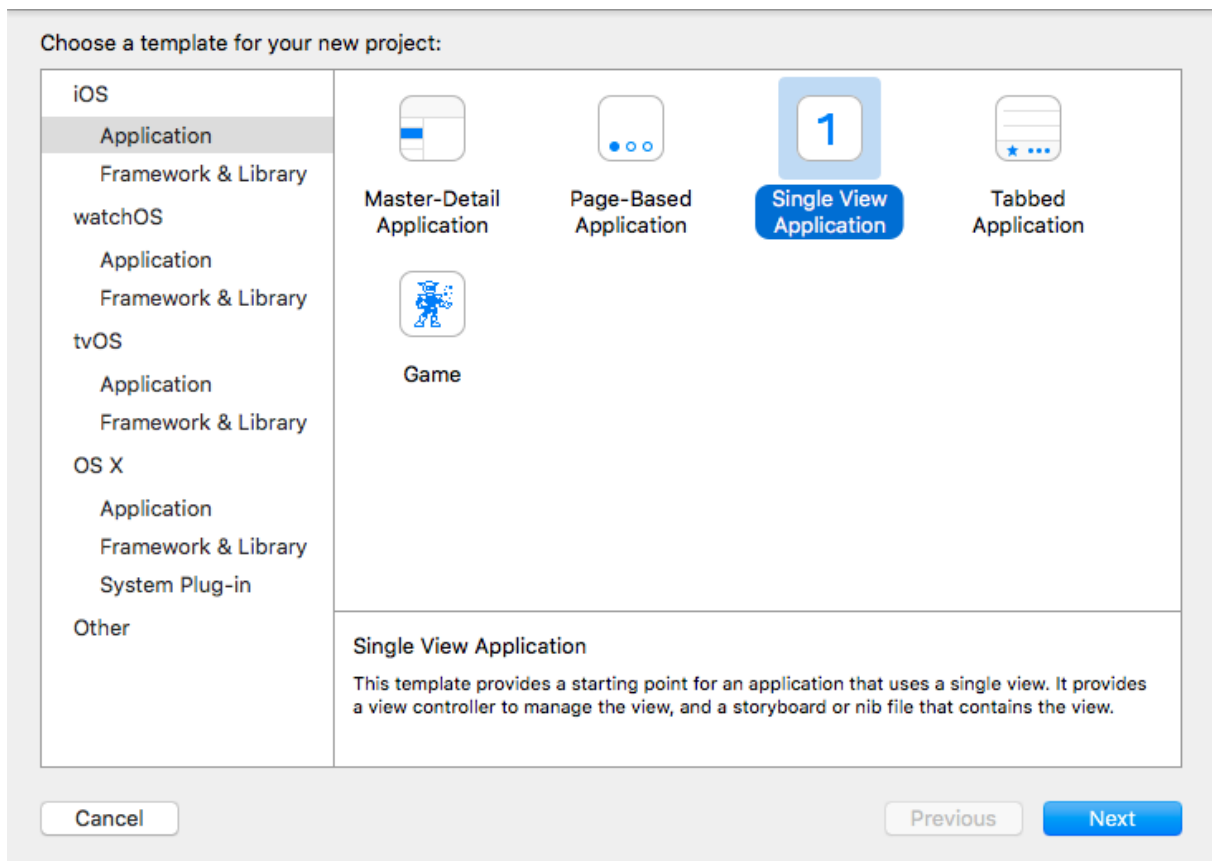 Choose a template for your new project:
iOS
Application
Framework & Library
watchOS
Application
Framework & Library
tvOS
Application
Framework & Library
OS X
Application
Framework & Library
System Plug-in
Other
Master-Detail
Application
Page-Based
Application
1
Single View
Application
Tabbed
Application
Game
Single View Application
This template provides a starting point for an application that uses a single view. It provides
a view controller to manage the view, and a storyboard or nib file that contains the view.
Cancel
Previous
Next